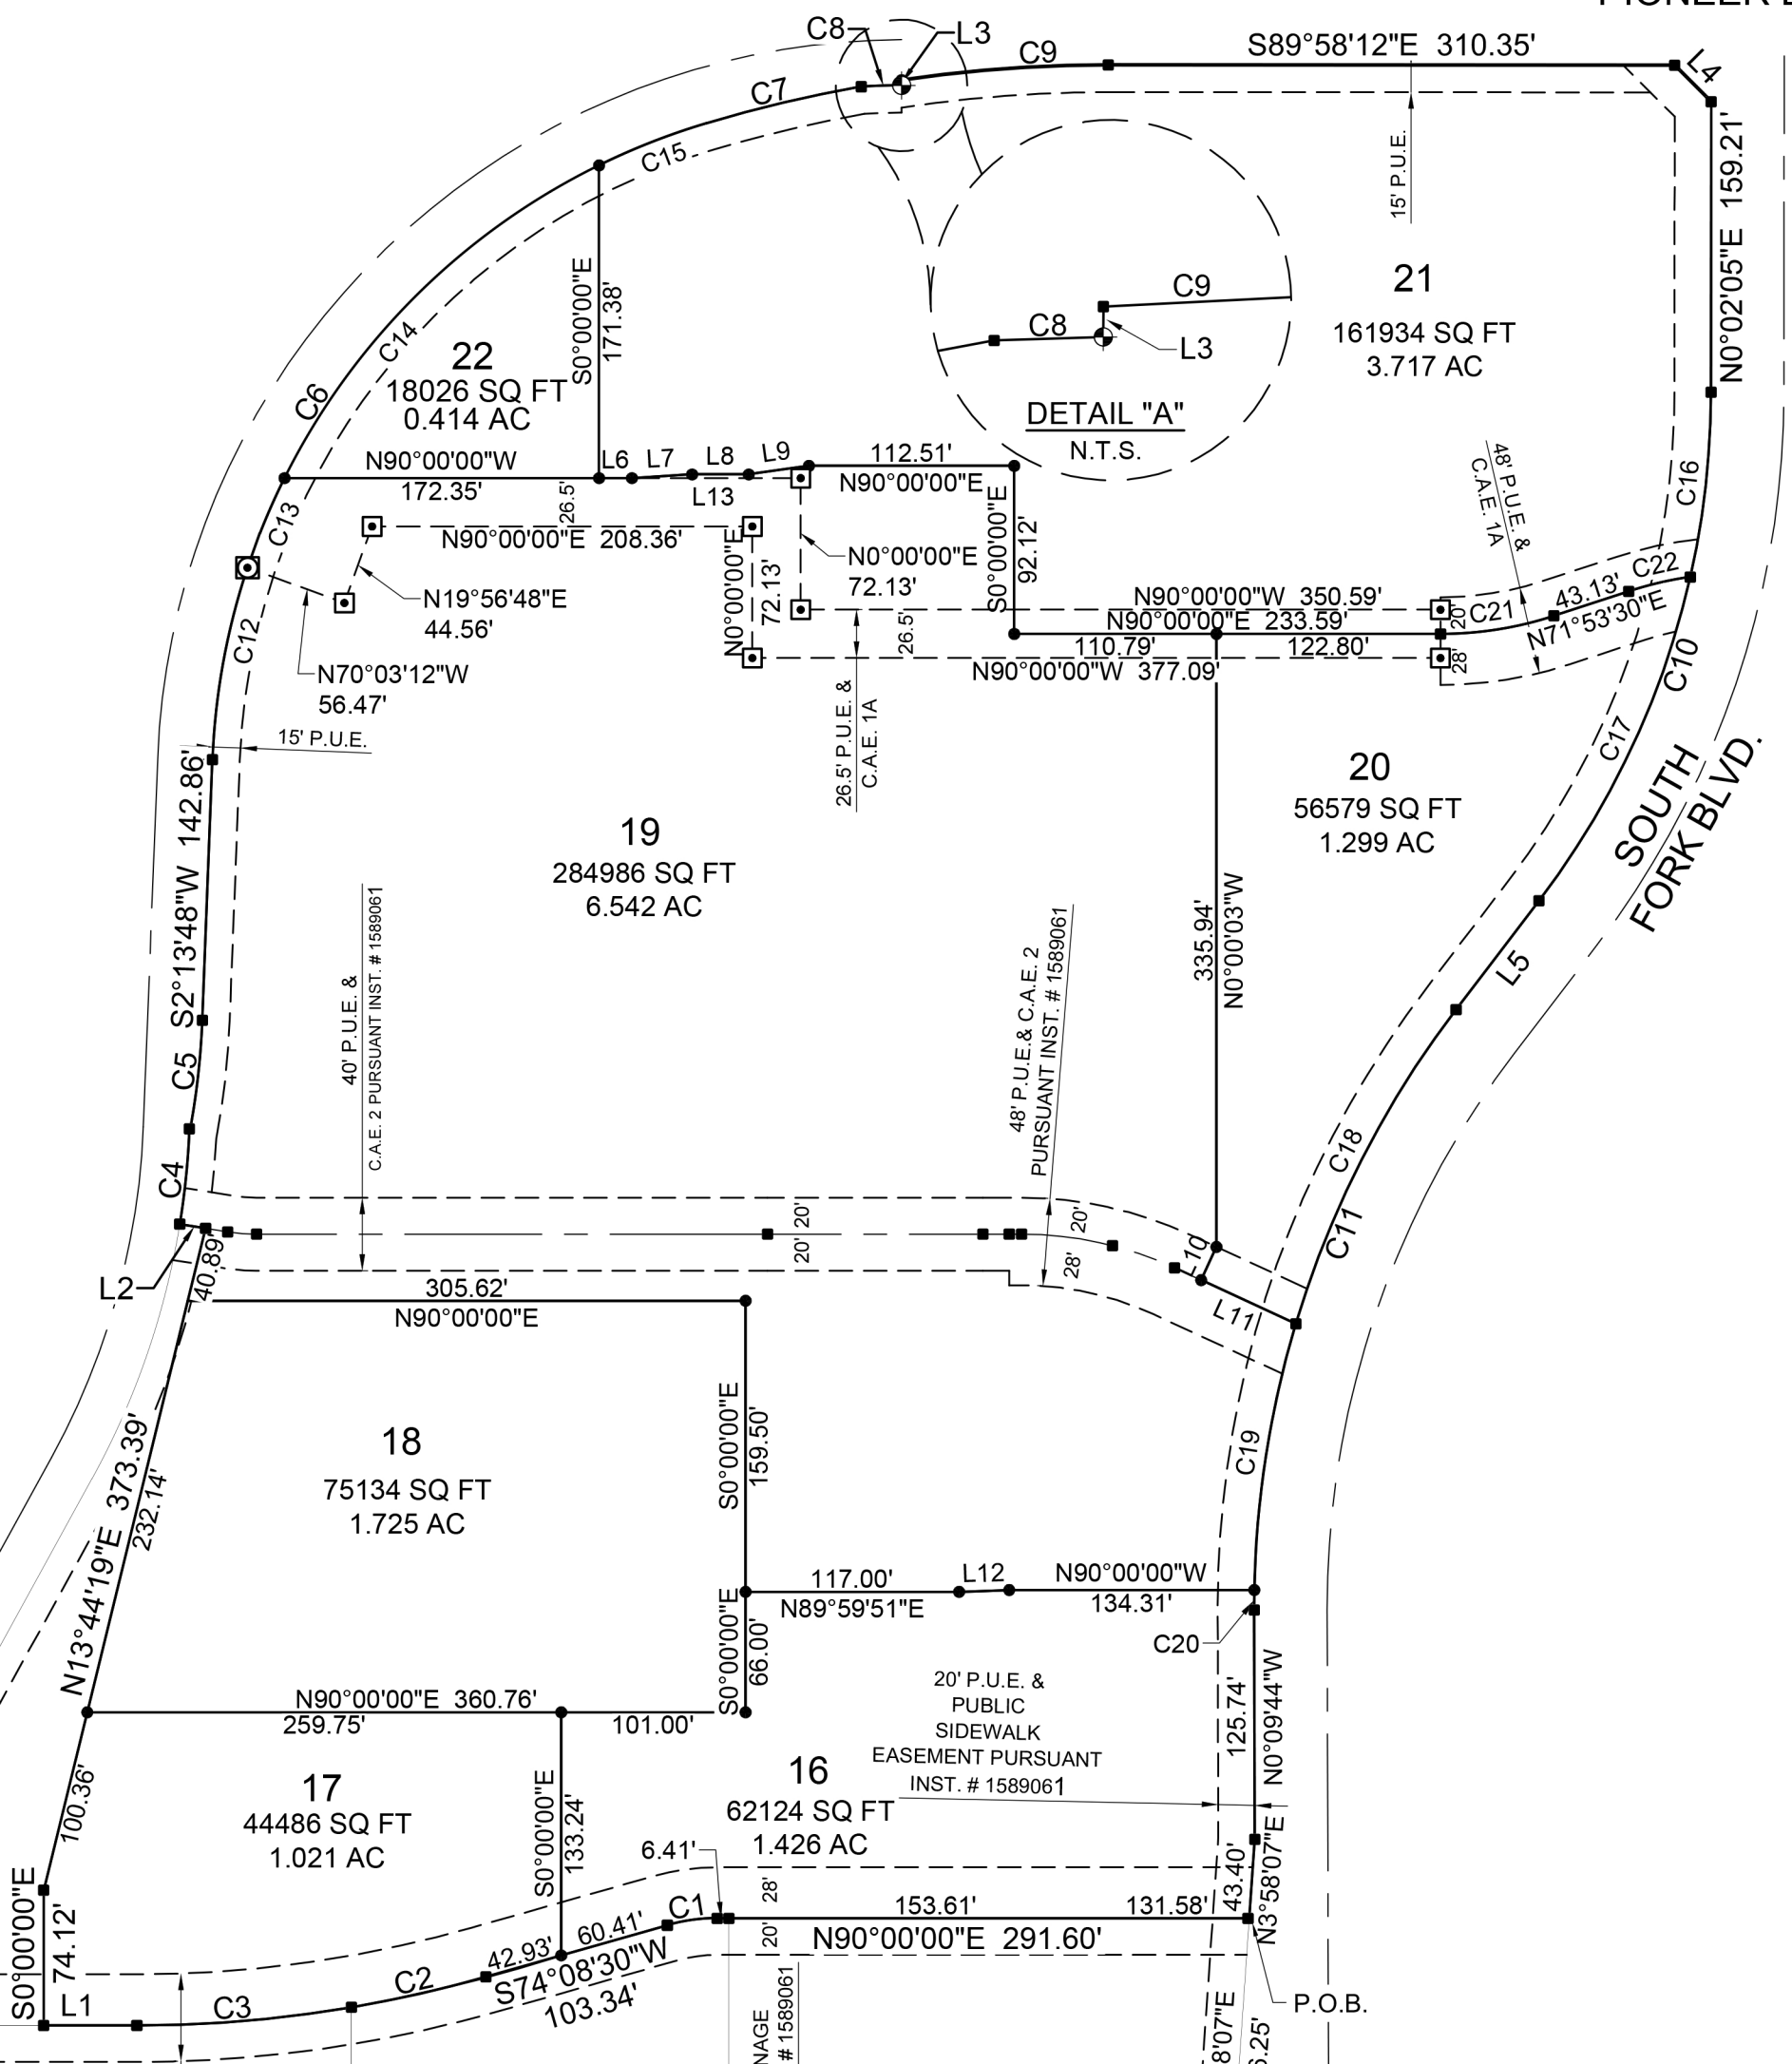 C8
L3
C9
S89°58'12"E 310.35'
L4
C7
C15
15' P.U.E.
N0°02'05"E 159.21'
S0°00'00"E
171.38'
C9
C8
L3
DETAIL "A"
N.T.S.
21
161934 SQ FT
3.717 AC
C14
22
18026 SQ FT
0.414 AC
C6
N90°00'00"W
172.35'
L6
L7
L8
L9
L13
112.51'
N90°00'00"E
26.5'
C13
N90°00'00"E 208.36'
N0°00'00"E
72.13'
N0°00'00"E
72.13'
S0°00'00"E
92.12'
48' P.U.E. &
C.A.E. 1A
C16
N19°56'48"E
44.56'
N90°00'00"W 350.59'
N90°00'00"E 233.59'
110.79'
122.80'
N90°00'00"W 377.09'
20'
28'
C21
43.13'
C22
N71°53'30"E
C12
C10
N70°03'12"W
56.47'
26.5'
26.5' P.U.E. &
C.A.E. 1A
15' P.U.E.
C17
S2°13'48"W 142.86'
19
284986 SQ FT
6.542 AC
20
56579 SQ FT
1.299 AC
SOUTH
FORK BLVD.
335.94'
N0°00'03"W
L5
40' P.U.E. &
C.A.E. 2 PURSUANT INST. # 1589061
48' P.U.E.& C.A.E. 2
PURSUANT INST. # 1589061
C5
C4
C18
C11
20'
20'
20'
28'
L10
L11
L2
40.89'
305.62'
N90°00'00"E
18
75134 SQ FT
1.725 AC
S0°00'00"E
159.50'
C19
N13°44'19"E 373.39'
232.14'
117.00'
N89°59'51"E
L12
N90°00'00"W
134.31'
C20
S0°00'00"E
66.00'
N90°00'00"E 360.76'
259.75'
101.00'
20' P.U.E. &
PUBLIC
SIDEWALK
EASEMENT PURSUANT
INST. # 1589061
125.74'
N0°09'44"W
17
44486 SQ FT
1.021 AC
100.36'
S0°00'00"E
133.24'
16
62124 SQ FT
1.426 AC
6.41'
28'
20'
43.40'
N3°58'07"E
S0°00'00"E
74.12'
L1
C3
C2
42.93'
60.41'
C1
S74°08'30"W
103.34'
153.61'
131.58'
N90°00'00"E 291.60'
P.O.B.
NAGE
# 1589061
8'07"E
6.25'